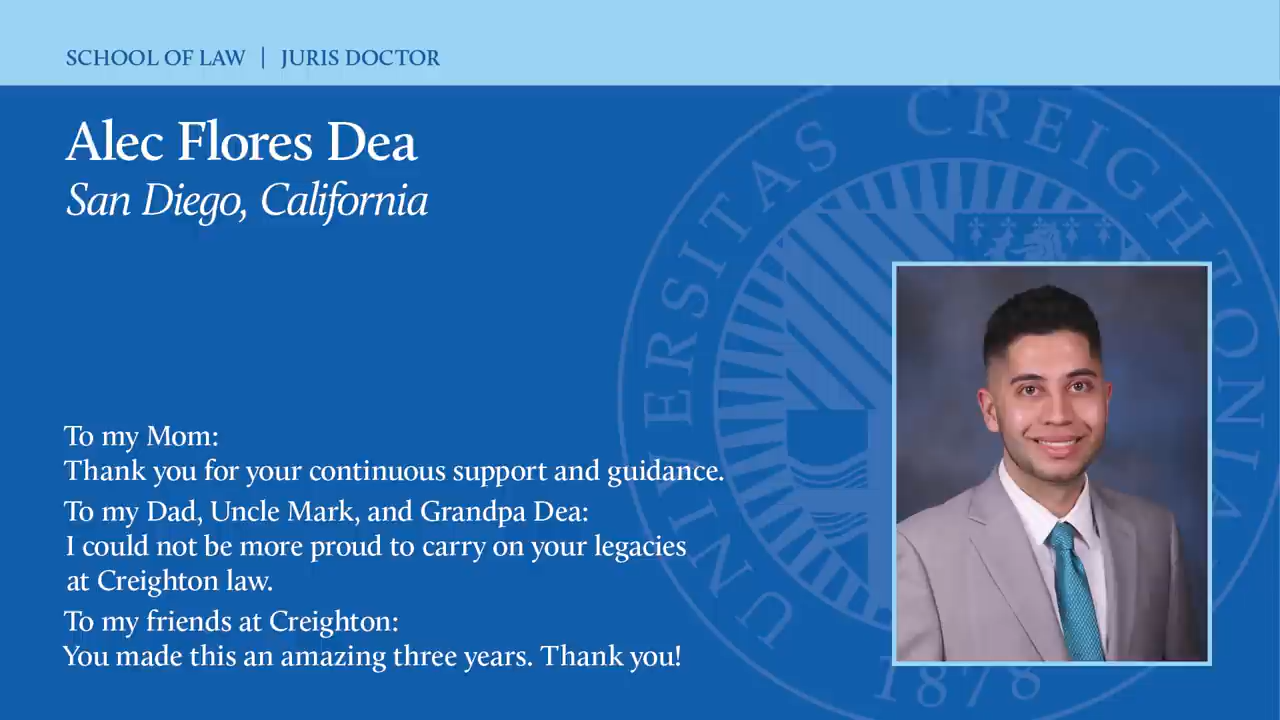 SCHOOL OF LAW | JURIS DOCTOR
Alec Flores Dea
San Diego, California
To my Mom:
Thank you for your continuous support and guidance.
To my Dad, Uncle Mark, and Grandpa Dea:
I could not be more proud to carry on your legacies
at Creighton law.
To my friends at Creighton:
You made this an amazing three years. Thank you!
UNIVERSITAS CREIGHTONIANA
1878